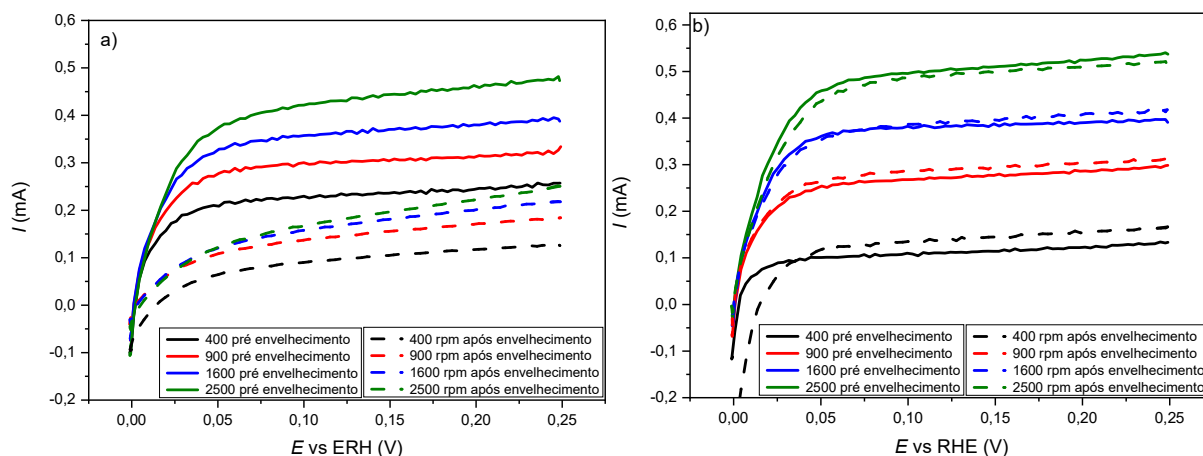 a)
I (mA)
0,6
0,5
0,4
0,3
0,2
0,1
0,0
-0,1
-0,2
400 pré envelhecimento
900 pré envelhecimento
1600 pré envelhecimento
2500 pré envelhecimento
400 rpm após envelhecimento
900 rpm após envelhecimento
1600 rpm após envelhecimento
2500 rpm após envelhecimento
0,00 0,05 0,10 0,15 0,20 0,25
E vs ERH (V)
b)
I (mA)
0,6
0,5
0,4
0,3
0,2
0,1
0,0
-0,1
-0,2
400 pré envelhecimento
900 pré envelhecimento
1600 pré envelhecimento
2500 pré envelhecimento
400 rpm após envelhecimento
900 rpm após envelhecimento
1600 rpm após envelhecimento
2500 rpm após envelhecimento
0,00 0,05 0,10 0,15 0,20 0,25
E vs RHE (V)